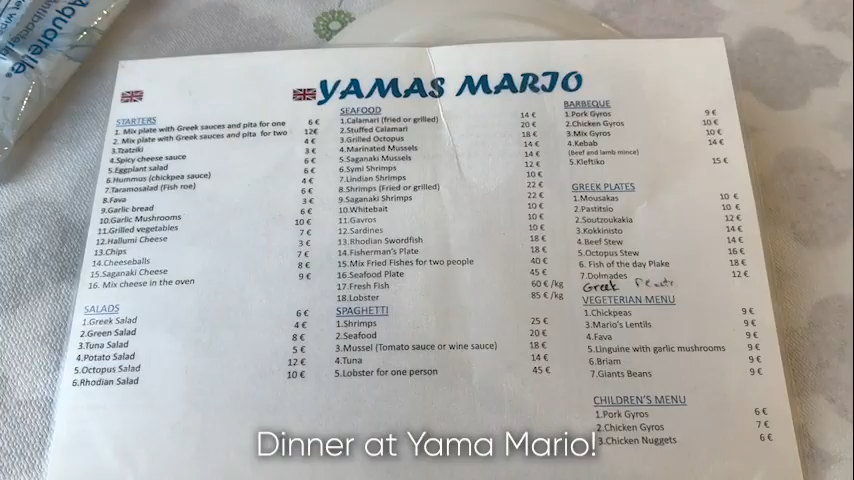 Aquarelle®
YAMAS MARIO
STARTERS
1. Mix plate with Greek sauces and pita for one 6 €
2. Mix plate with Greek sauces and pita for two 12€
3.Tzatziki 4 €
4.Spicy cheese sauce 3 €
5.Eggplant salad 6 €
6.Hummus (chickpea sauce) 6 €
7.Taramosalad (Fish roe) 4 €
8.Fava 6 €
9.Garlic bread 3 €
10.Garlic Mushrooms 6 €
11.Grilled vegetables 10 €
12.Hallumi Cheese 7 €
13.Chips 3 €
14.Cheeseballs 7 €
15.Saganaki Cheese 8 €
16. Mix cheese in the oven 9 €
SALADS
1.Greek Salad 6 €
2.Green Salad 4 €
3.Tuna Salad 8 €
4.Potato Salad 5 €
5.Octopus Salad 12 €
6.Rhodian Salad 10 €
SEAFOOD
1.Calamari (fried or grilled) 14 €
2.Stuffed Calamari 20 €
3.Grilled Octopus 18 €
4.Marinated Mussels 14 €
5.Saganaki Mussels 14 €
6.Symi Shrimps 12 €
7.Lindian Shrimps 10 €
8.Shrimps (Fried or grilled) 22 €
9.Saganaki Shrimps 22 €
10.Whitebait 10 €
11.Gavros 10 €
12.Sardines 10 €
13.Rhodian Swordfish 18 €
14.Fisherman's Plate 18 €
15.Mix Fried Fishes for two people 40 €
16.Seafood Plate 45 €
17.Fresh Fish 60 € /kg
18.Lobster 85 € /kg
SPAGHETTI
1.Shrimps 25 €
2.Seafood 20 €
3.Mussel (Tomato sauce or wine sauce) 18 €
4.Tuna 14 €
5.Lobster for one person 45 €
BARBEQUE
1.Pork Gyros 9 €
2.Chicken Gyros 10 €
3.Mix Gyros 10 €
4.Kebab 14 €
(Beef and lamb mince)
5.Kleftiko 15 €
GREEK PLATES
1.Mousakas 10 €
2.Pastitsio 10 €
2.Soutzoukakia 12 €
3.Kokkinisto 14 €
4.Beef Stew 14 €
5.Octopus Stew 16 €
6. Fish of the day Plake 18 €
7.Dolmades 12 €
Greek
VEGETERIAN MENU
1.Chickpeas 9 €
3.Mario's Lentils 9 €
4.Fava 9 €
5.Linguine with garlic mushrooms 9 €
6.Briam 9 €
7.Giants Beans 9 €
CHILDREN'S MENU
1.Pork Gyros 6 €
2.Chicken Gyros 7 €
3.Chicken Nuggets 6 €
Dinner at Yama Mario!